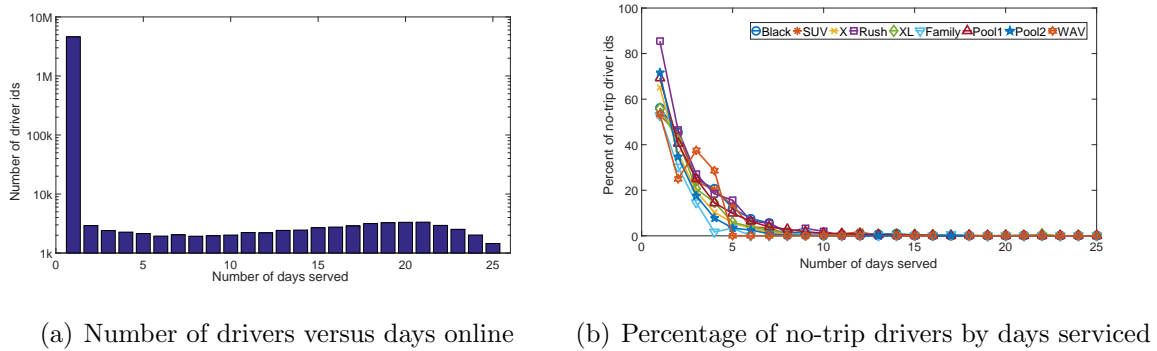 10M
1M
100k
10k
1k
Number of driver ids
0 5 10 15 20 25
Number of days served
(a) Number of drivers versus days online
100
80
60
40
20
0
Percent of no-trip driver ids
Black SUV X Rush XL Family Pool1 Pool2 WAV
0 5 10 15 20 25
Number of days served
(b) Percentage of no-trip drivers by days serviced